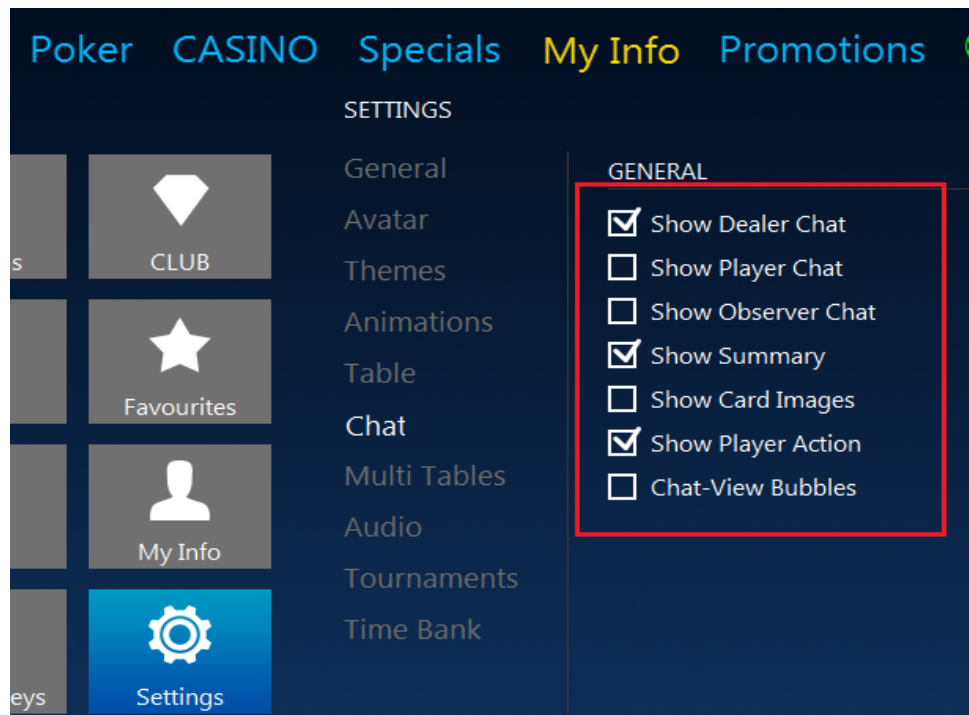 Poker CASINO Specials My Info Promotions
SETTINGS
General
Avatar
Themes
Animations
Table
Chat
Multi Tables
Audio
Tournaments
Time Bank
GENERAL
Show Dealer Chat
Show Player Chat
Show Observer Chat
Show Summary
Show Card Images
Show Player Action
Chat-View Bubbles
s
CLUB
Favourites
My Info
eys
Settings